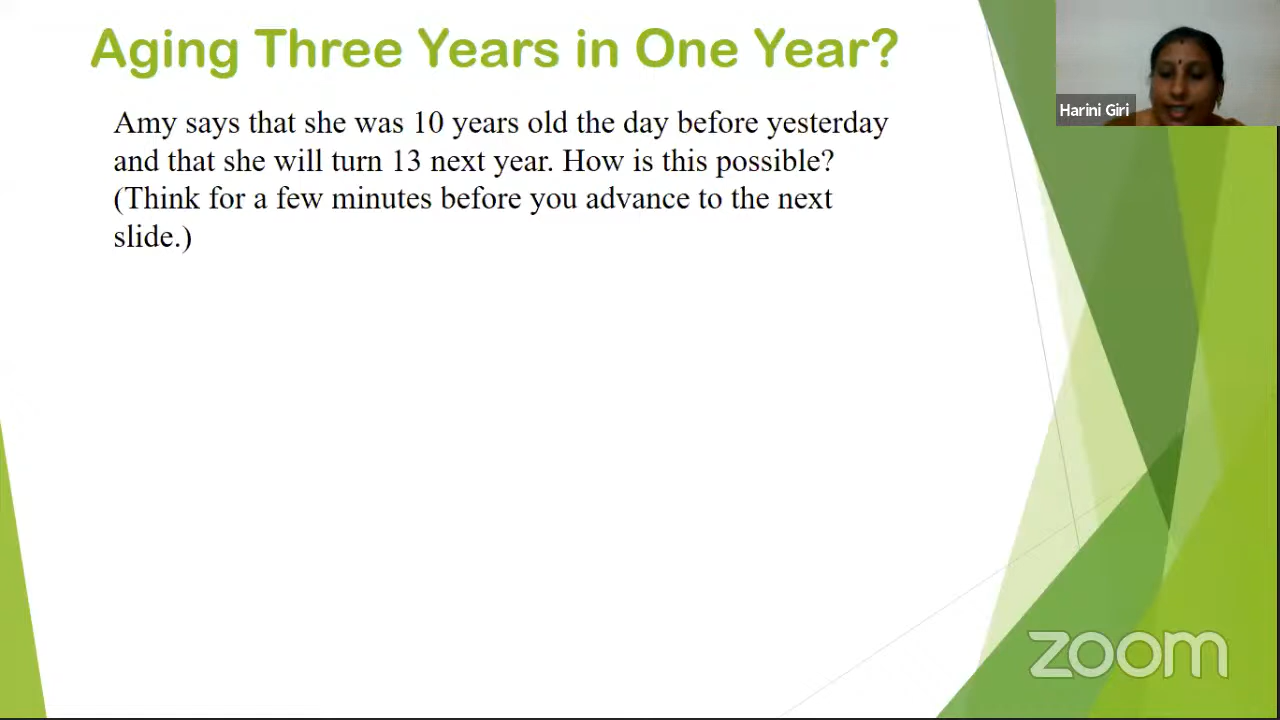 Aging Three Years in One Year?
Harini Giri
Amy says that she was 10 years old the day before yesterday
and that she will turn 13 next year. How is this possible?
(Think for a few minutes before you advance to the next
slide.)
zoom